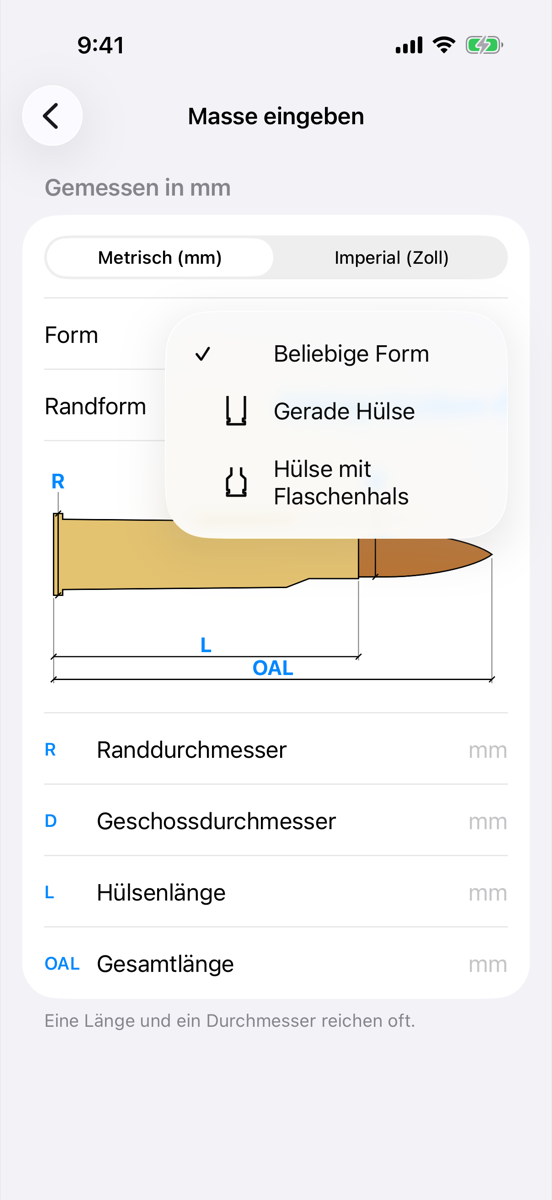 9:41
Masse eingeben
Gemessen in mm
Metrisch (mm)
Imperial (Zoll)
Form
Beliebige Form
Randform
Gerade Hülse
Hülse mit
Flaschenhals
R
L
OAL
R Randdurchmesser mm
D Geschossdurchmesser mm
L Hülsenlänge mm
OAL Gesamtlänge mm
Eine Länge und ein Durchmesser reichen oft.